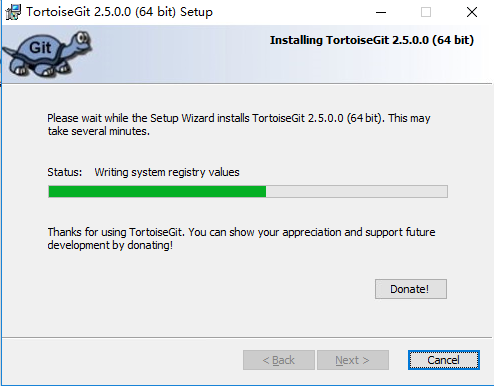 TortoiseGit 2.5.0.0 (64 bit) Setup
Git
Installing TortoiseGit 2.5.0.0 (64 bit)
Please wait while the Setup Wizard installs TortoiseGit 2.5.0.0 (64 bit). This may
take several minutes.
Status: Writing system registry values
Thanks for using TortoiseGit. You can show your appreciation and support future
development by donating!
Donate!
< Back Next > Cancel